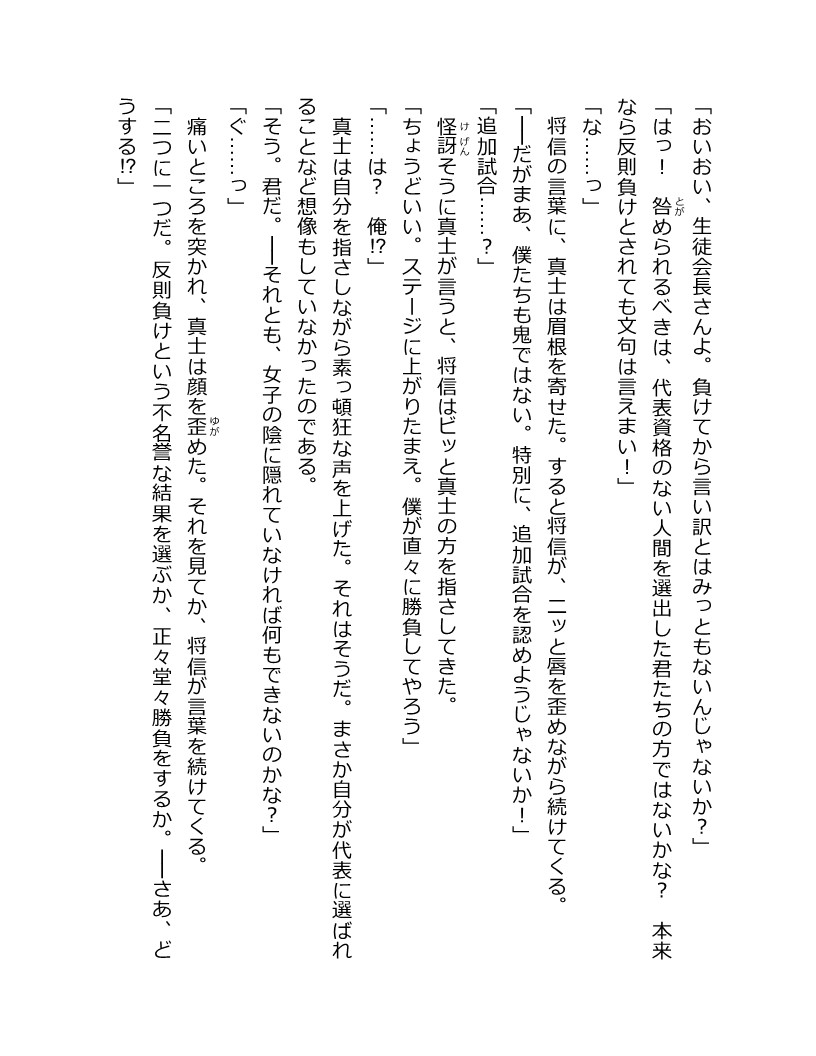 「おいおい、生徒会長さんよ。負けてから言い訳とはみっともないんじゃないか？」
「はっ！　咎められるべきは、代表資格のない人間を選出した君たちの方ではないかな？　本来
なら反則負けとされても文句は言えまい！」
「な……っ」
　将信の言葉に、真士は眉根を寄せた。すると将信が、ニッと唇を歪めながら続けてくる。
「──だがまあ、僕たちも鬼ではない。特別に、追加試合を認めようじゃないか！」
「追加試合……？」
　怪訝そうに真士が言うと、将信はビッと真士の方を指さしてきた。
「ちょうどいい。ステージに上がりたまえ。僕が直々に勝負してやろう」
「……は？　俺!?」
　真士は自分を指さしながら素っ頓狂な声を上げた。それはそうだ。まさか自分が代表に選ばれ
ることなど想像もしていなかったのである。
「そう。君だ。──それとも、女子の陰に隠れていなければ何もできないのかな？」
「ぐ……っ」
　痛いところを突かれ、真士は顔を歪めた。それを見てか、将信が言葉を続けてくる。
「二つに一つだ。反則負けという不名誉な結果を選ぶか、正々堂々勝負をするか。──さあ、ど
うする!?」